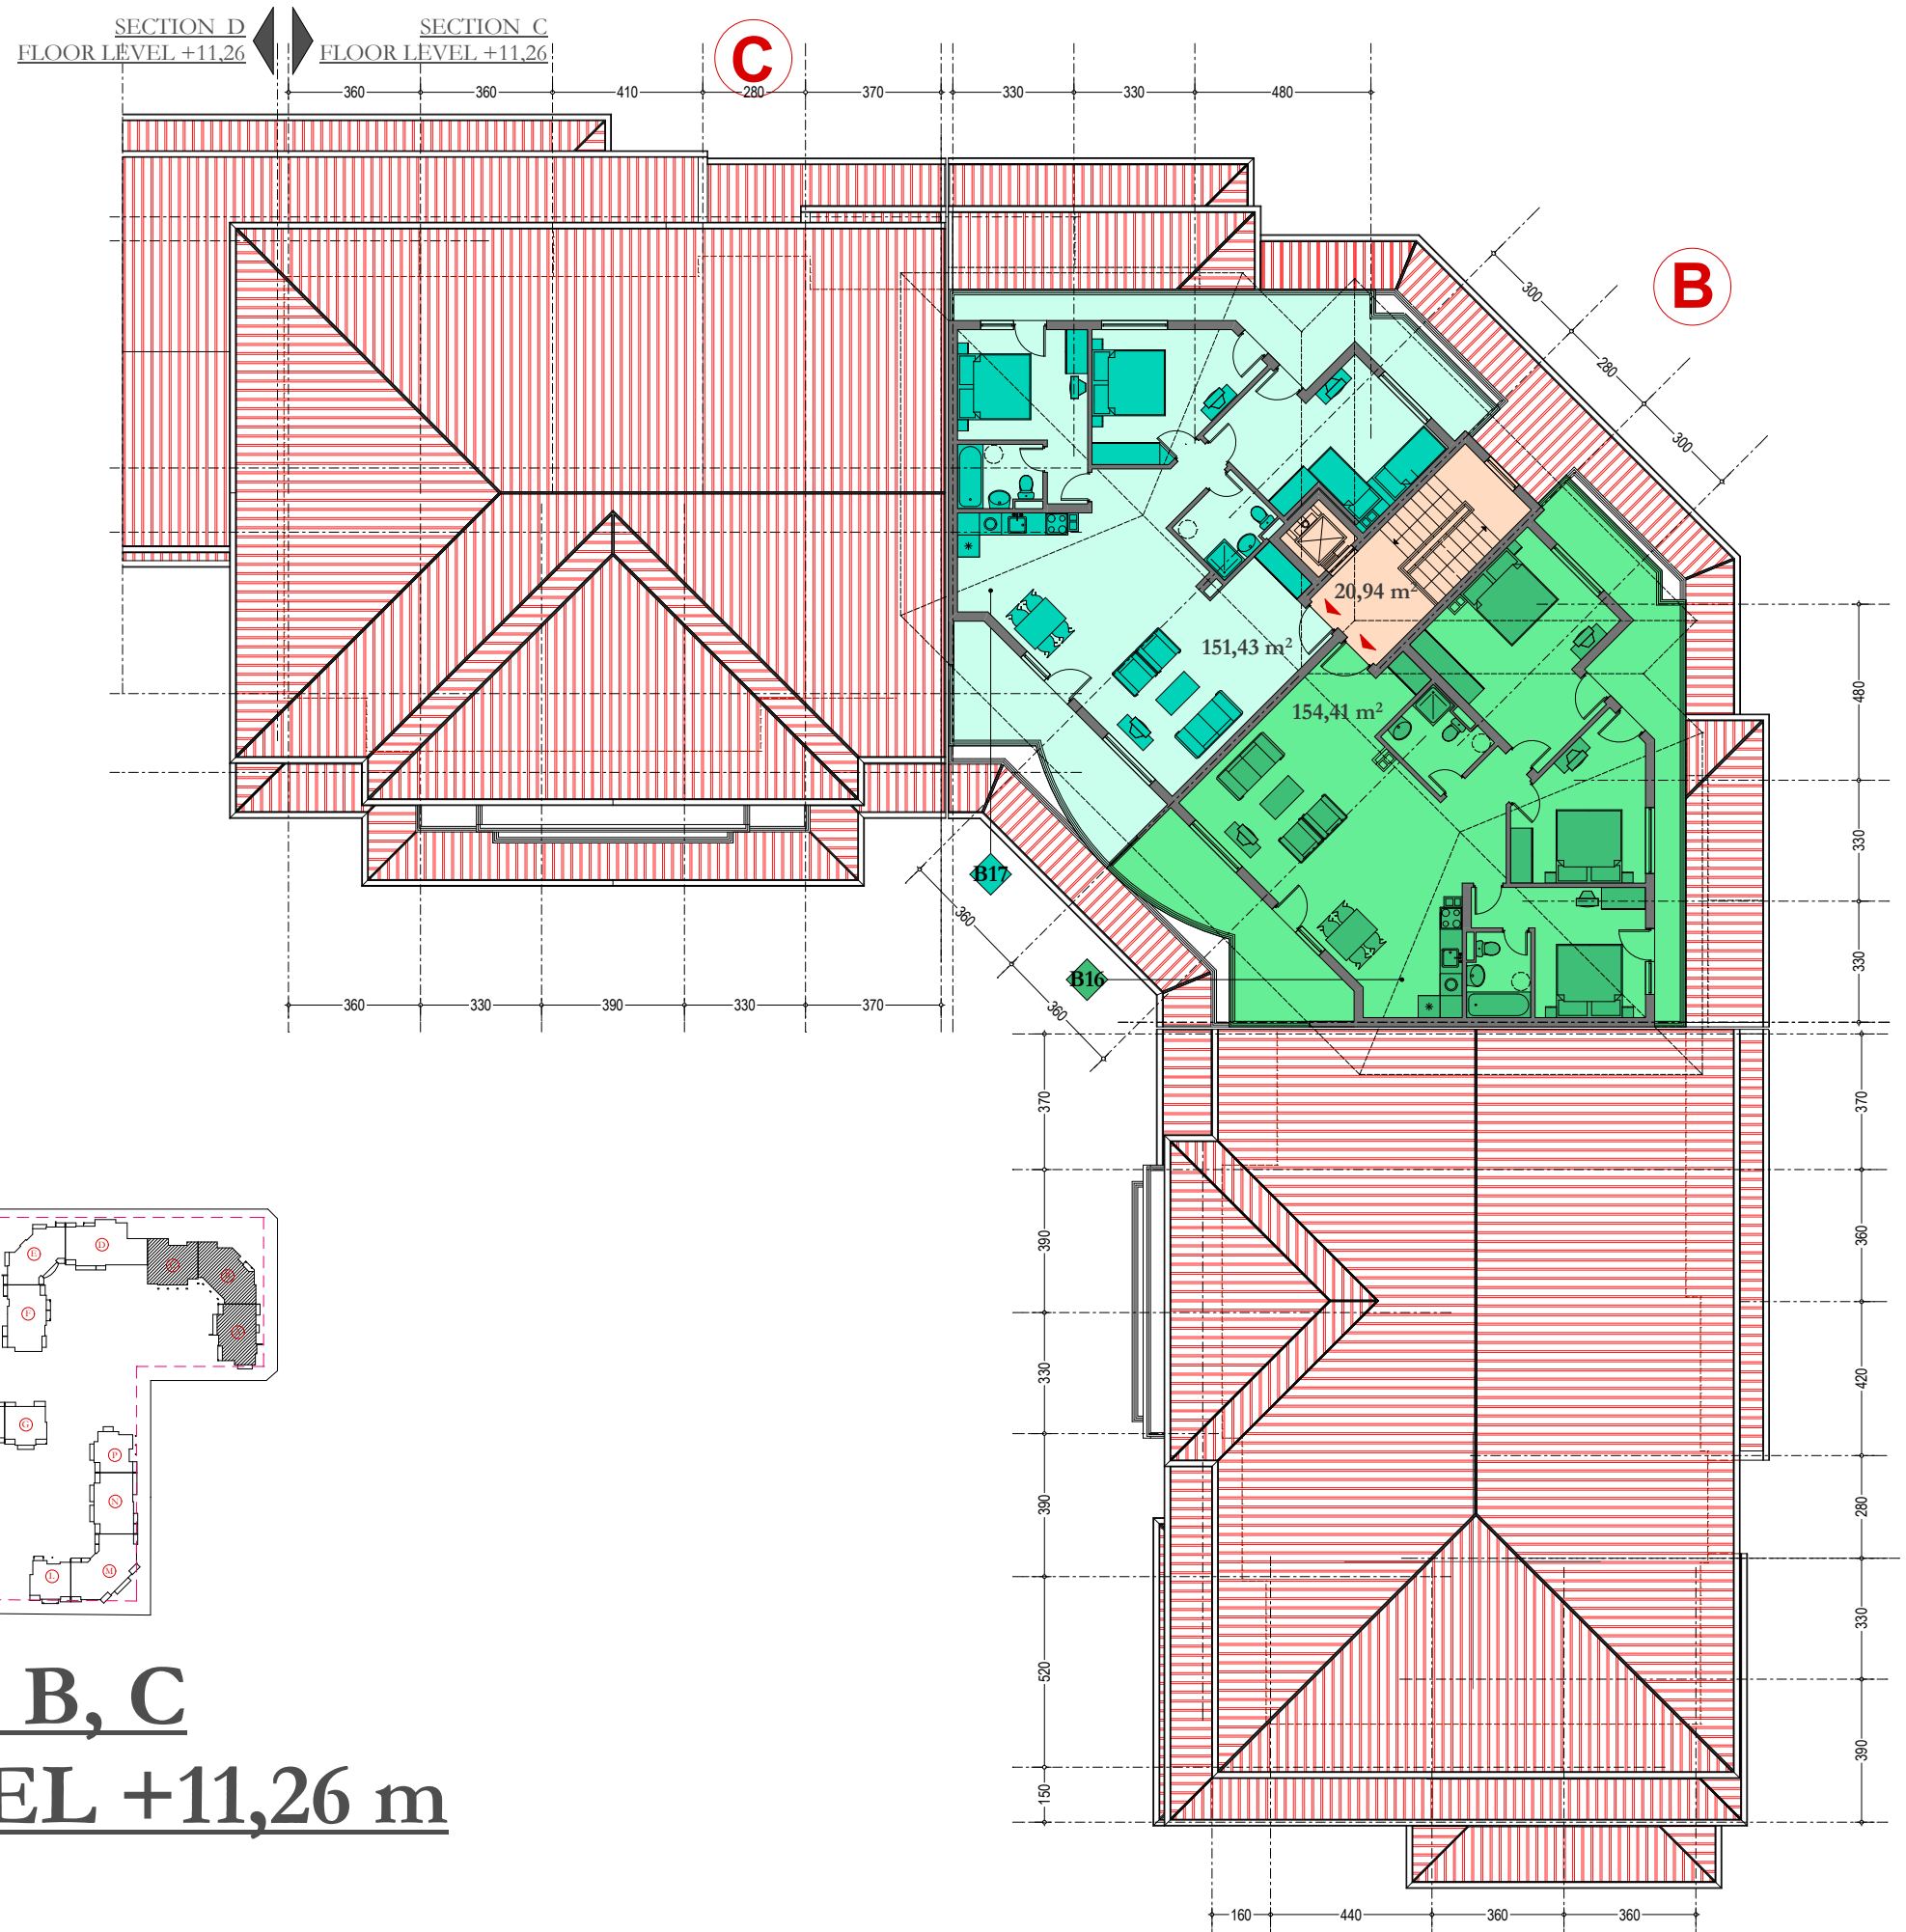 SECTION D
FLOOR LEVEL +11,26
SECTION C
FLOOR LEVEL +11,26
C
360 360 410 280 370 330 330 480
B
300
280
300
20,94 m²
151,43 m²
154,41 m²
480
330
330
B17
B16
360
360
360 330 390 330 370
370
390
330
390
520
150
370
360
420
280
330
390
160 440 360 360
E
D
C
B
F
A
G
P
N
L
M
B, C
EL +11,26 m